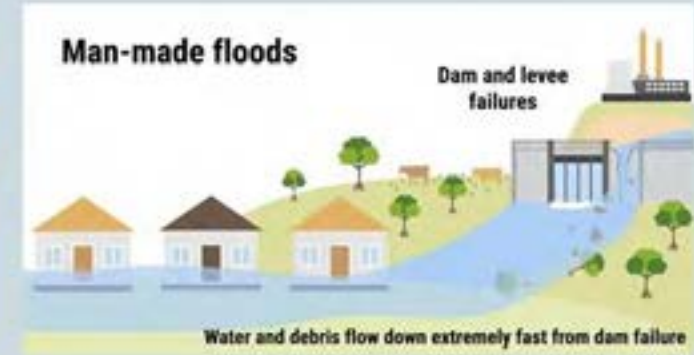 Man-made floods
Dam and levee
failures
Water and debris flow down extremely fast from dam failure